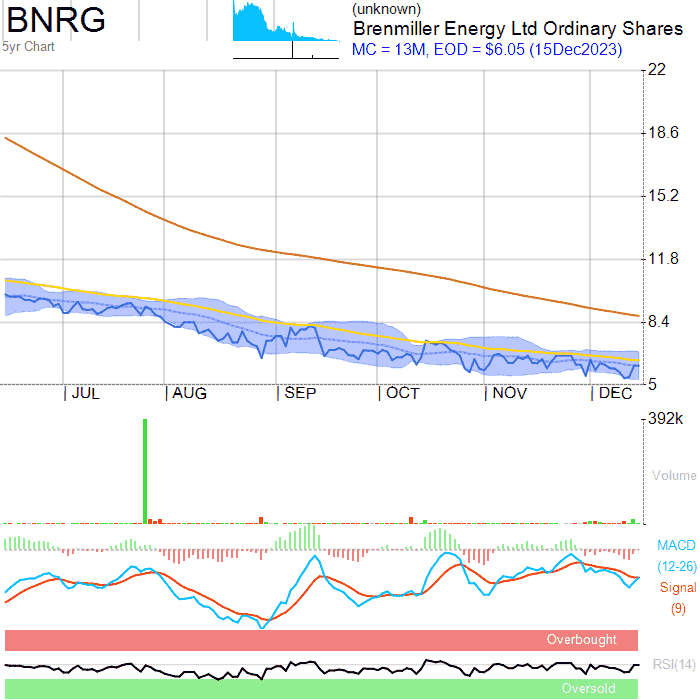 BNRG
5yr Chart
(unknown)
Brenmiller Energy Ltd Ordinary Shares
MC = 13M, EOD = $6.05 (15Dec2023)
22
18.6
15.2
11.8
8.4
5
JUL AUG SEP OCT NOV DEC
392k
Volume
MACD
(12-26)
Signal
(9)
Overbought
RSI(14)
Oversold